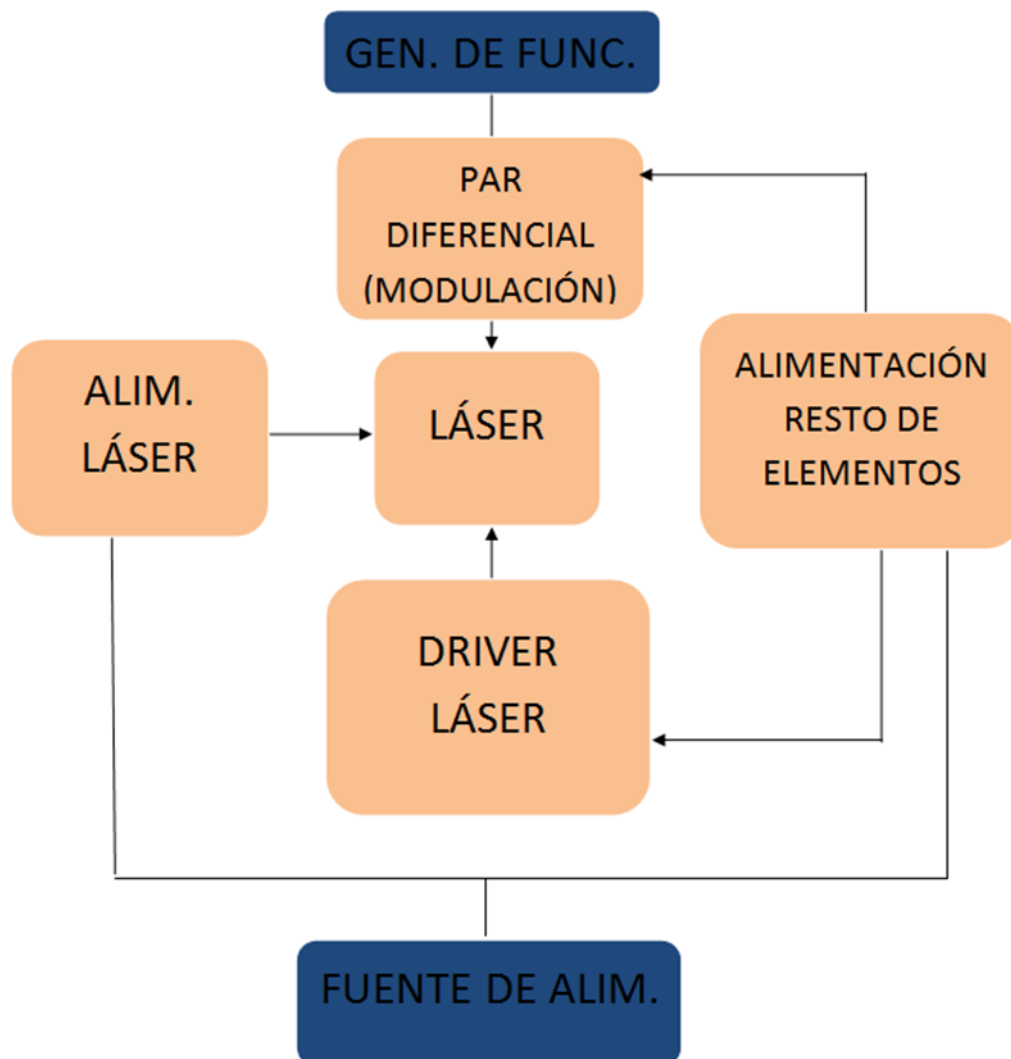 GEN. DE FUNC.
PAR
DIFERENCIAL
(MODULACIÓN)
ALIM.
LÁSER
LÁSER
ALIMENTACIÓN
RESTO DE
ELEMENTOS
DRIVER
LÁSER
FUENTE DE ALIM.